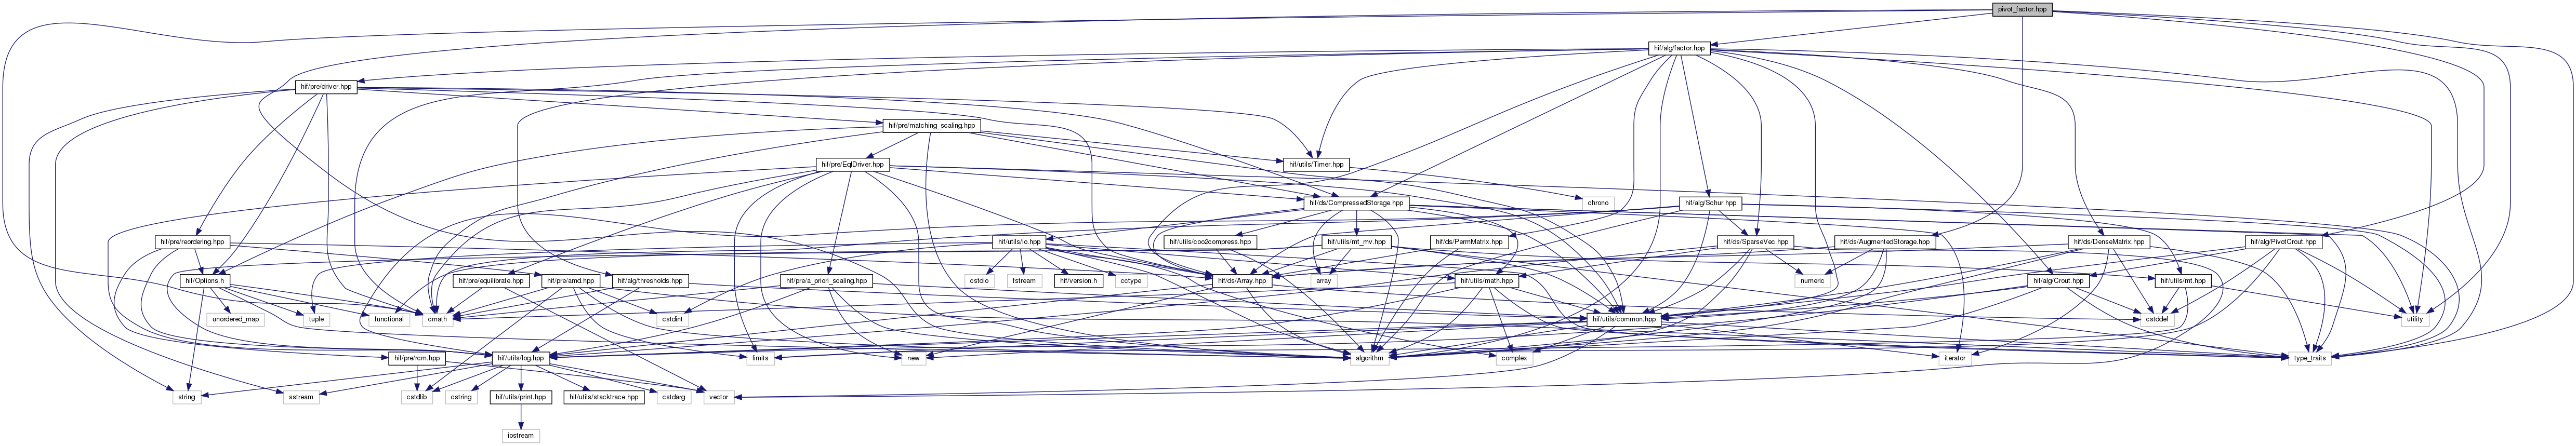 pivot_factor.hpp
hif/alg/factor.hpp
hif/pre/driver.hpp
hif/pre/matching_scaling.hpp
hif/pre/EqlDriver.hpp
hif/utils/Timer.hpp
hif/ds/CompressedStorage.hpp
chrono
hif/alg/Schur.hpp
hif/pre/reordering.hpp
hif/utils/io.hpp
hif/utils/coo2compress.hpp
hif/utils/mt_mv.hpp
hif/ds/PermMatrix.hpp
hif/ds/SparseVec.hpp
hif/ds/AugmentedStorage.hpp
hif/ds/DenseMatrix.hpp
hif/alg/PivotCrout.hpp
hif/Options.h
hif/pre/equilibrate.hpp
hif/pre/amd.hpp
hif/alg/thresholds.hpp
hif/pre/a_priori_scaling.hpp
cstdio
fstream
hif/version.h
cctype
hif/ds/Array.hpp
array
hif/utils/math.hpp
numeric
hif/alg/Crout.hpp
hif/utils/mt.hpp
unordered_map
tuple
functional
cmath
cstdint
hif/utils/common.hpp
cstddef
utility
hif/pre/rcm.hpp
hif/utils/log.hpp
limits
new
algorithm
complex
iterator
type_traits
string
sstream
cstdlib
cstring
hif/utils/print.hpp
hif/utils/stacktrace.hpp
cstdarg
vector
iostream